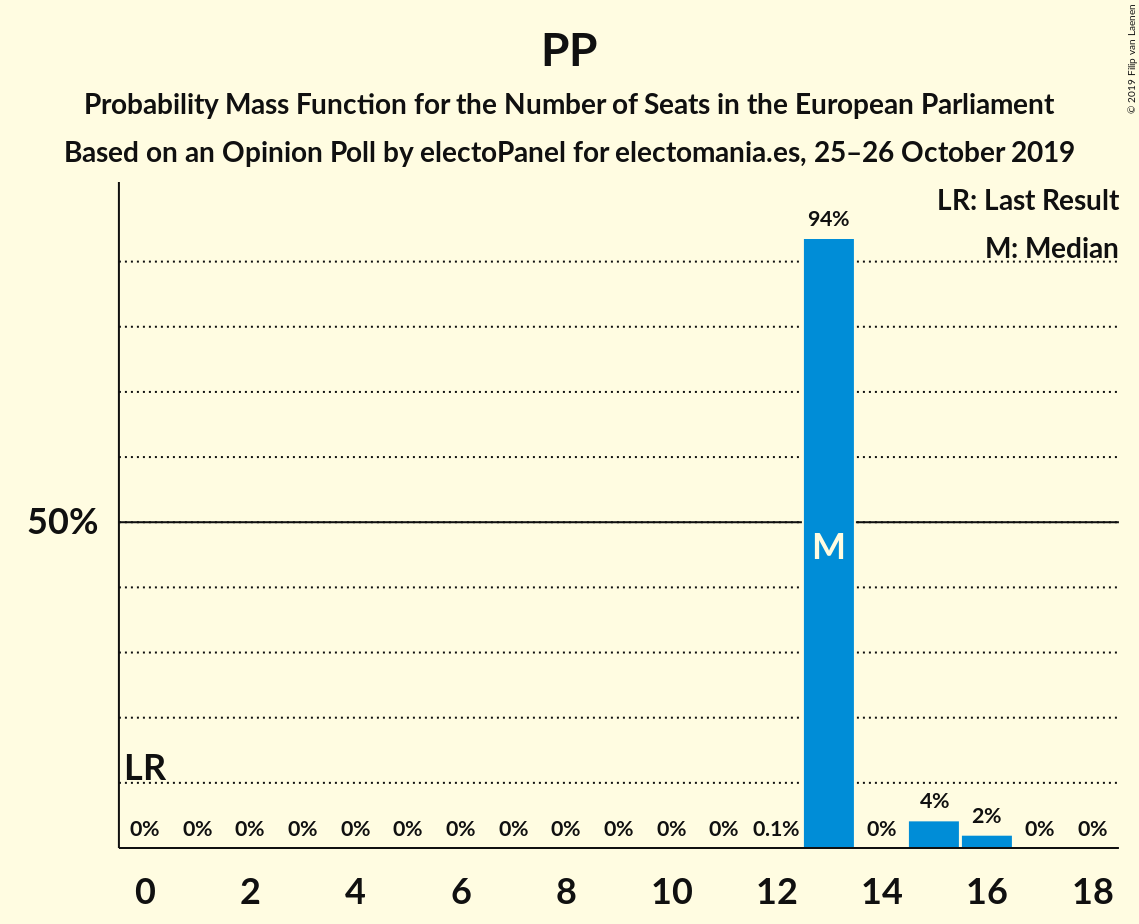 PP
Probability Mass Function for the Number of Seats in the European Parliament
Based on an Opinion Poll by electoPanel for electomania.es, 25–26 October 2019
© 2019 Filip van Laenen
LR: Last Result
M: Median
94%
50%
M
LR
0% 0% 0% 0% 0% 0% 0% 0% 0% 0% 0% 0% 0.1% 0% 4% 2% 0% 0%
0 2 4 6 8 10 12 14 16 18